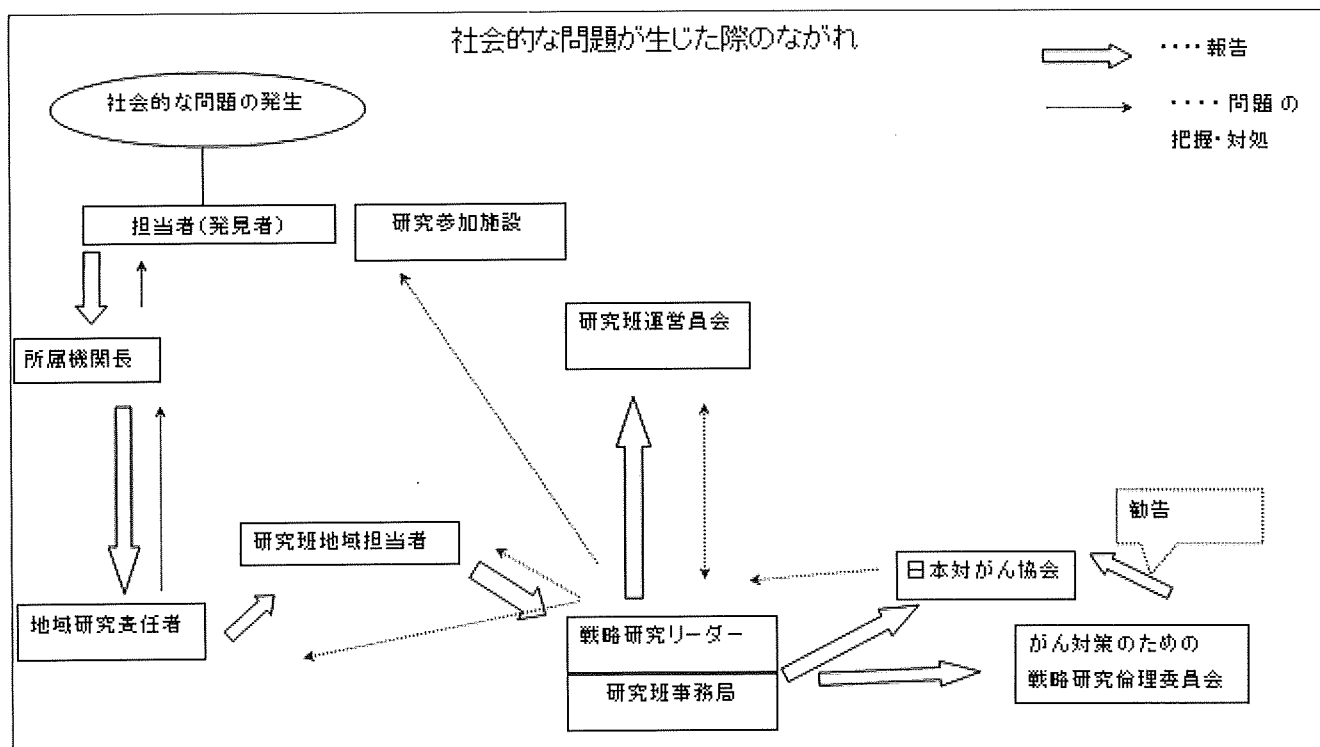 社会的な問題が生じた際のながれ
････報告
････問題の
把握･対処
社会的な問題の発生
担当者(発見者)
研究参加施設
研究班運営員会
所属機関長
勧告
研究班地域担当者
日本対がん協会
地域研究責任者
戦略研究リーダー
がん対策のための
戦略研究倫理委員会
研究班事務局